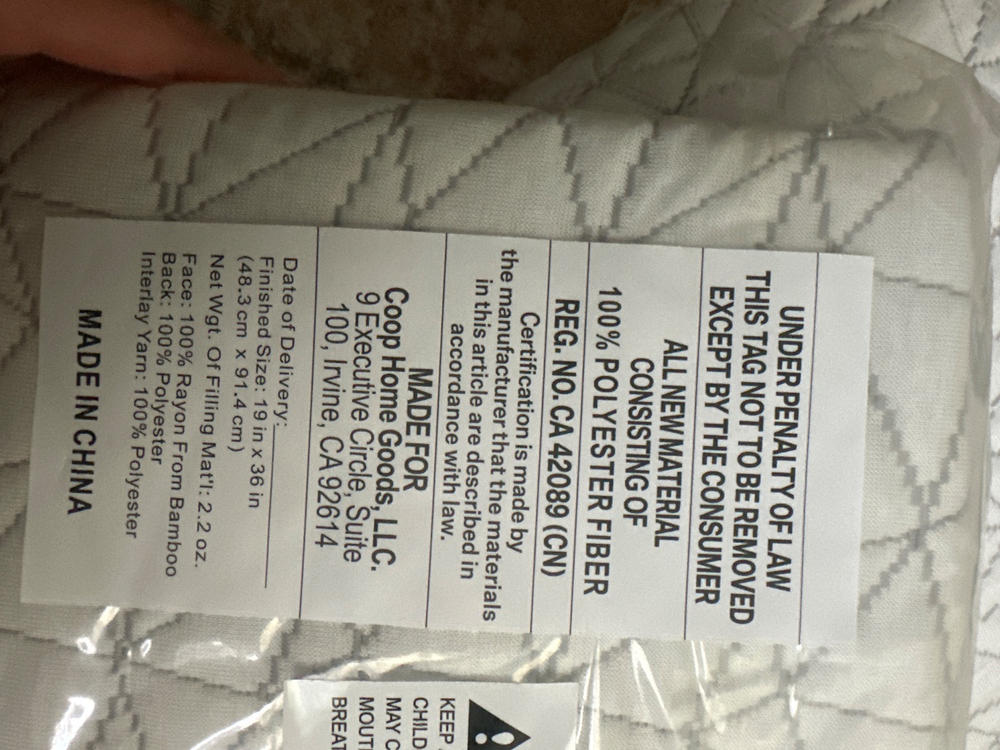 UNDER PENALTY OF LAW
THIS TAG NOT TO BE REMOVED
EXCEPT BY THE CONSUMER
ALL NEW MATERIAL
CONSISTING OF
100% POLYESTER FIBER
REG. NO. CA 42089 (CN)
Certification is made by
the manufacturer that the materials
in this article are described in
accordance with law.
MADE FOR
Coop Home Goods, LLC.
9 Executive Circle, Suite
100, Irvine, CA 92614
Date of Delivery:
Finished Size: 19 in x 36 in
(48.3 cm x 91.4 cm)
Net Wgt. Of Filling Mat'l: 2.2 oz.
Face: 100% Rayon From Bamboo
Back: 100% Polyester
Interlay Yarn: 100% Polyester
MADE IN CHINA
KEEP
CHILD
MAY C
MOUT
BREAT